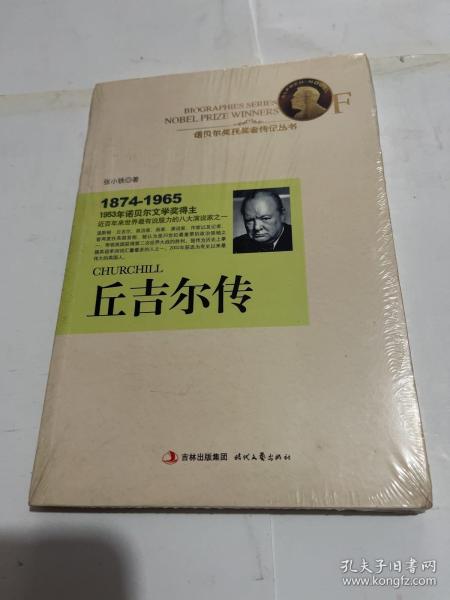 BIOGRAPHIES SERIES
NOBEL PRIZE WINNERS
F
诺贝尔奖获奖者传记丛书
张小铁◎著
1874-1965
1953年诺贝尔文学奖得主
近百年来世界最有说服力的八大演说家之一
CHURCHILL
丘吉尔传
吉林出版集团
时代文艺出版社
孔夫子旧书网
www.kongfz.com